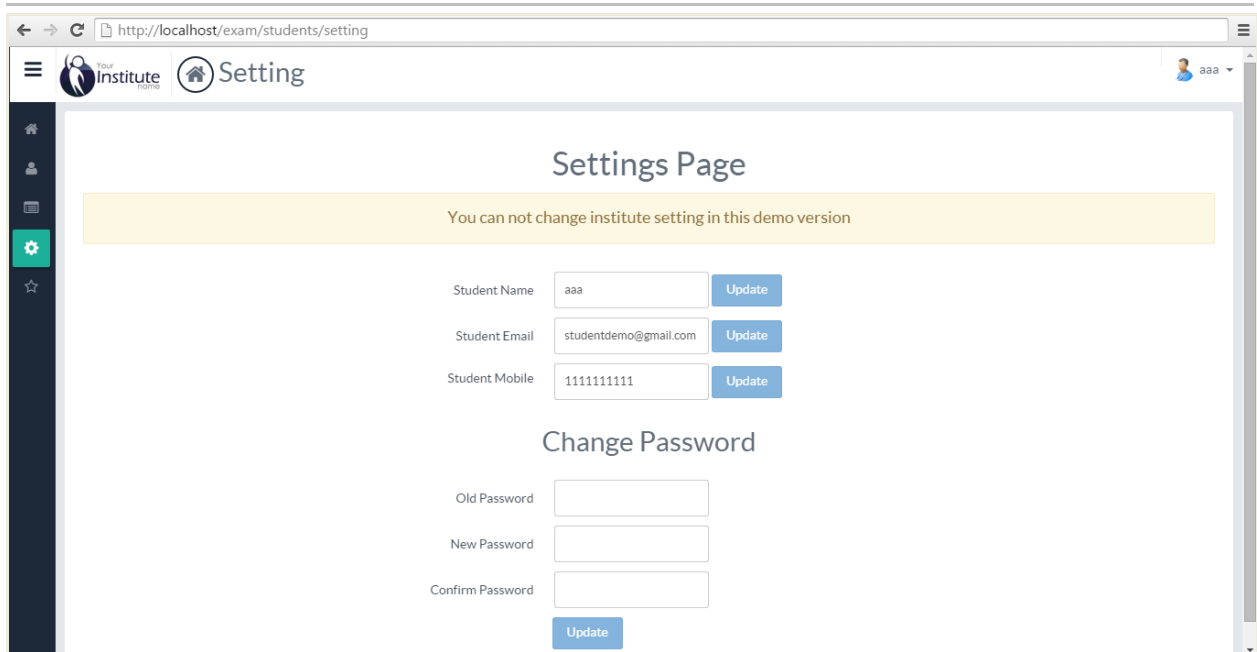 http://localhost/exam/students/setting
Your
Institute
name
Setting
aaa
Settings Page
You can not change institute setting in this demo version
Student Name aaa Update
Student Email studentdemo@gmail.com Update
Student Mobile 1111111111 Update
Change Password
Old Password
New Password
Confirm Password
Update